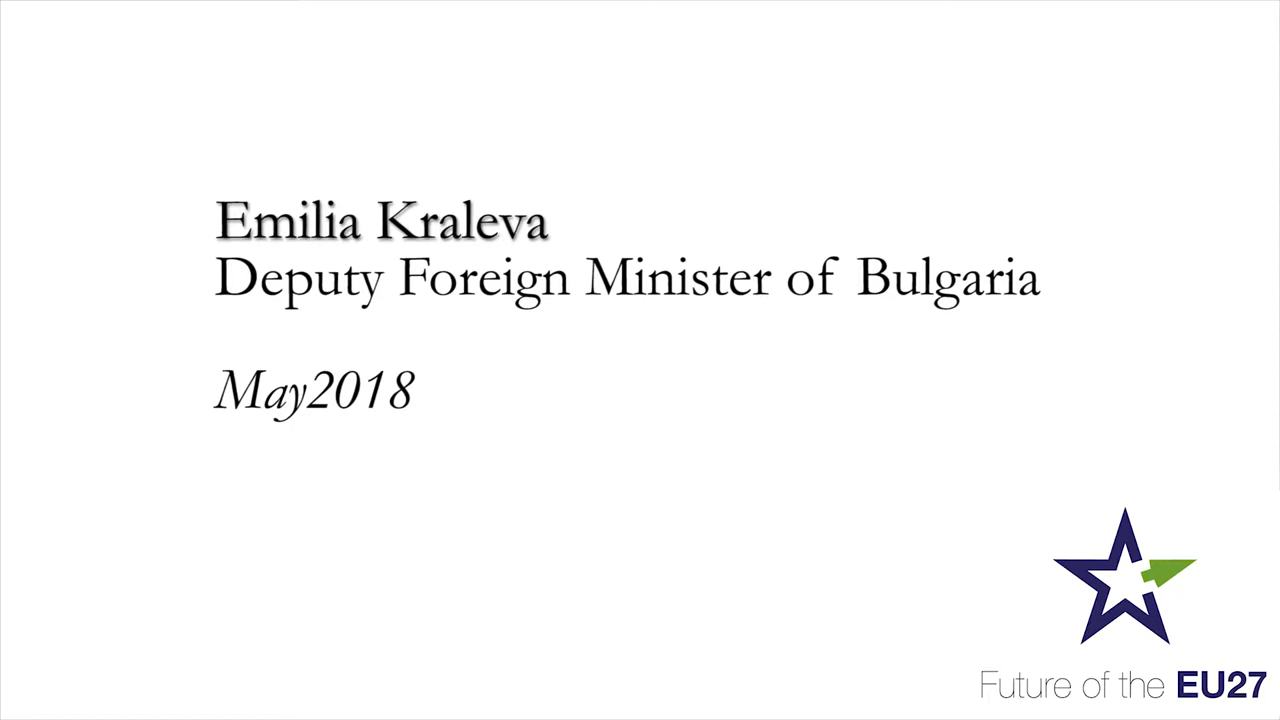 Emilia Kraleva
Deputy Foreign Minister of Bulgaria
May2018
Future of the EU27